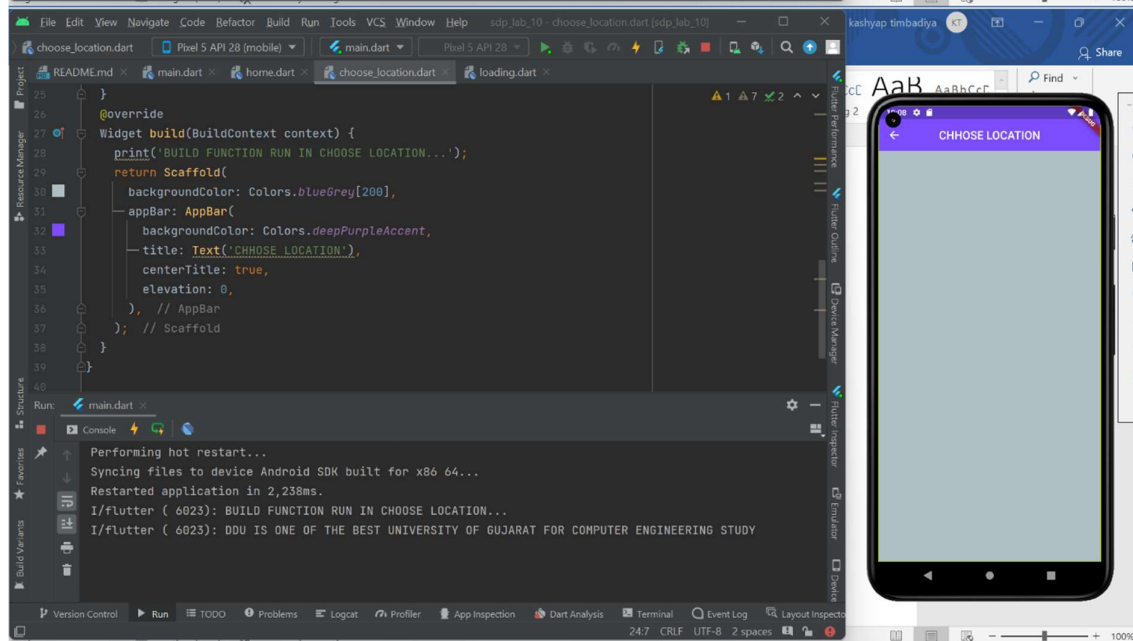 File Edit View Navigate Code Refactor Build Run Tools VCS Window Help sdp_lab_10 - choose_location.dart [sdp_lab_10]
kashyap timbadiya KT
choose_location.dart Pixel 5 API 28 (mobile) main.dart Pixel 5 API 28
Share
README.md main.dart home.dart choose_location.dart loading.dart
Find
AaB AaBbCcD
25 }
1 7 2
26 @override
27 Widget build(BuildContext context) {
28 print('BUILD FUNCTION RUN IN CHOOSE LOCATION...');
29 return Scaffold(
30 backgroundColor: Colors.blueGrey[200],
31 appBar: AppBar(
32 backgroundColor: Colors.deepPurpleAccent,
33 title: Text('CHHOSE LOCATION'),
34 centerTitle: true,
35 elevation: 0,
36 ), // AppBar
37 ); // Scaffold
38 }
39 }
40
Project
Resource Manager
Structure
Favorites
Build Variants
Flutter Performance
Flutter Outline
Device Manager
Flutter Inspector
Emulator
Device
CHHOSE LOCATION
Run: main.dart
Console
Performing hot restart...
Syncing files to device Android SDK built for x86 64...
Restarted application in 2,238ms.
I/flutter ( 6023): BUILD FUNCTION RUN IN CHOOSE LOCATION...
I/flutter ( 6023): DDU IS ONE OF THE BEST UNIVERSITY OF GUJARAT FOR COMPUTER ENGINEERING STUDY
Version Control Run TODO Problems Logcat Profiler App Inspection Dart Analysis Terminal Event Log Layout Inspecto
24:7 CRLF UTF-8 2 spaces
100%